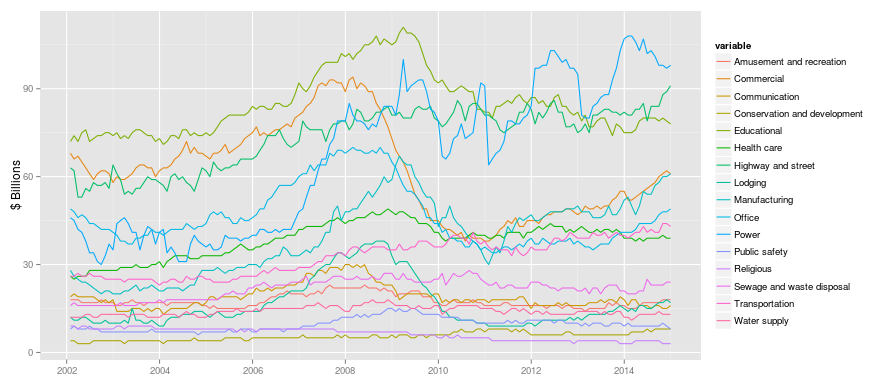 $ Billions
90
60
30
0
2002 2004 2006 2008 2010 2012 2014
variable
Amusement and recreation
Commercial
Communication
Conservation and development
Educational
Health care
Highway and street
Lodging
Manufacturing
Office
Power
Public safety
Religious
Sewage and waste disposal
Transportation
Water supply